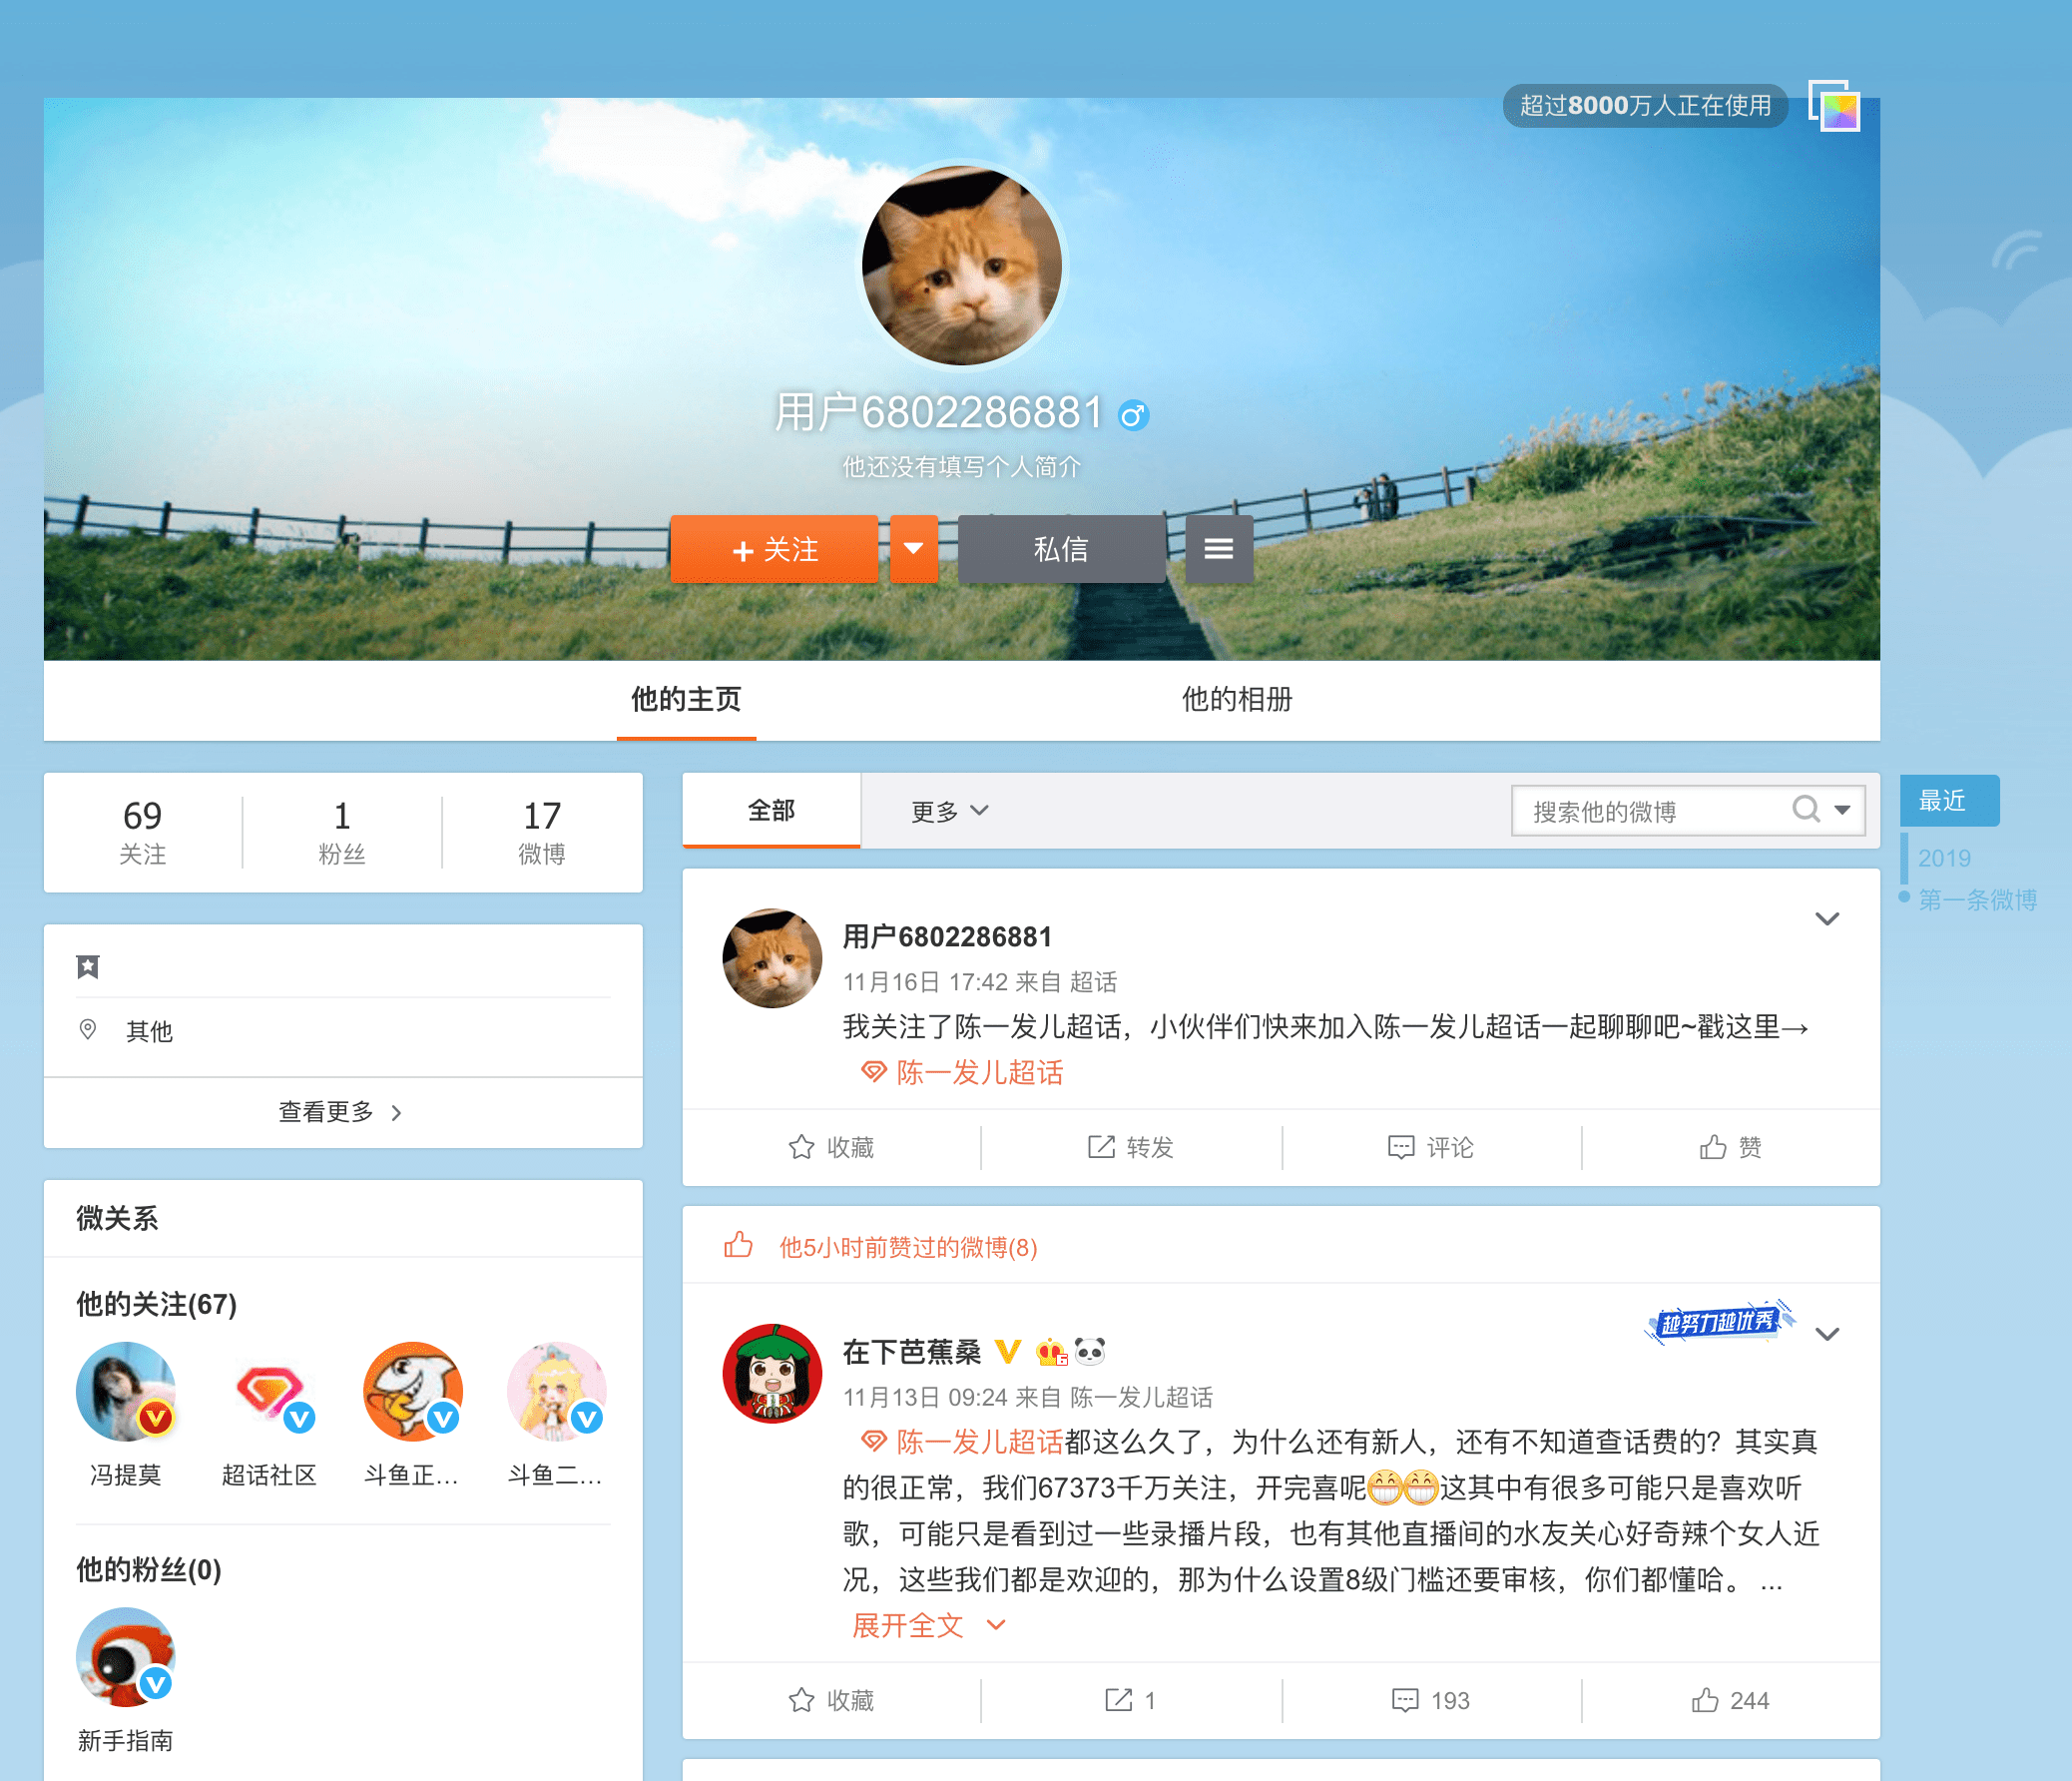 超过8000万人正在使用
用户6802286881
他还没有填写个人简介
+ 关注
私信
他的主页
他的相册
69
关注
1
粉丝
17
微博
其他
查看更多
微关系
他的关注(67)
冯提莫
超话社区
斗鱼正...
斗鱼二...
他的粉丝(0)
新手指南
全部
更多
搜索他的微博
用户6802286881
11月16日 17:42 来自 超话
我关注了陈一发儿超话，小伙伴们快来加入陈一发儿超话一起聊聊吧~戳这里→
陈一发儿超话
收藏
转发
评论
赞
他5小时前赞过的微博(8)
越努力越优秀
在下芭蕉桑
11月13日 09:24 来自 陈一发儿超话
陈一发儿超话都这么久了，为什么还有新人，还有不知道查话费的？其实真
的很正常，我们67373千万关注，开完喜呢😁😁这其中有很多可能只是喜欢听
歌，可能只是看到过一些录播片段，也有其他直播间的水友关心好奇辣个女人近
况，这些我们都是欢迎的，那为什么设置8级门槛还要审核，你们都懂哈。 ...
展开全文
收藏
1
193
244
最近
2019
第一条微博